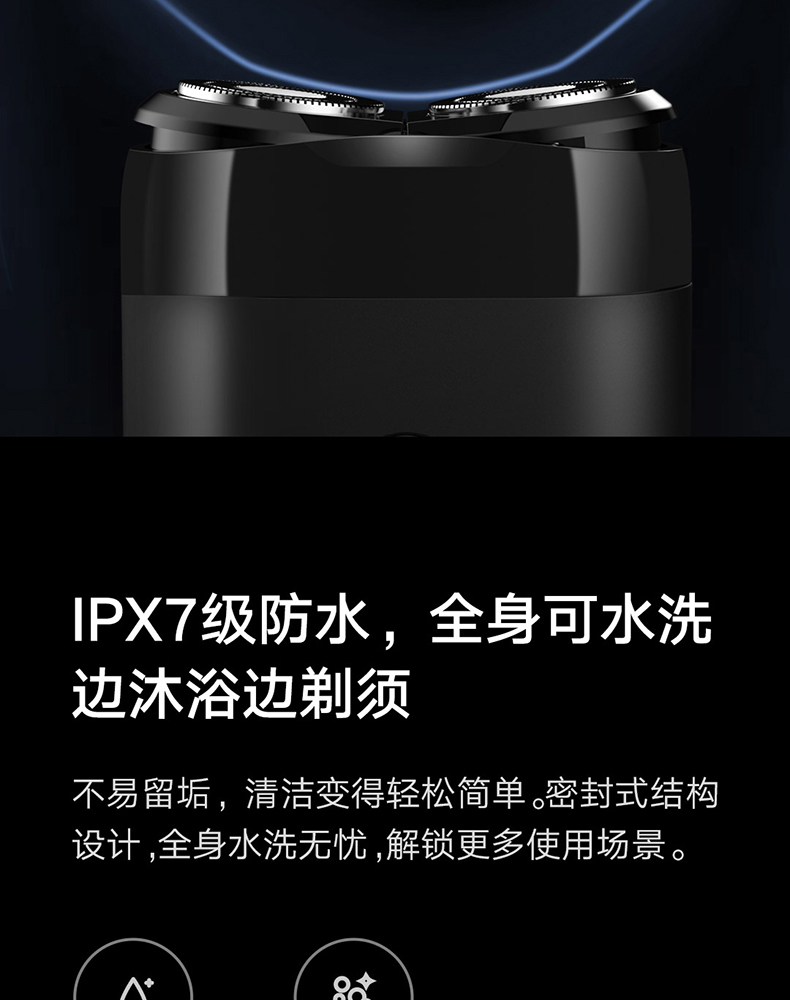 IPX7级防水，全身可水洗
边沐浴边剃须
不易留垢，清洁变得轻松简单。密封式结构
设计，全身水洗无忧，解锁更多使用场景。